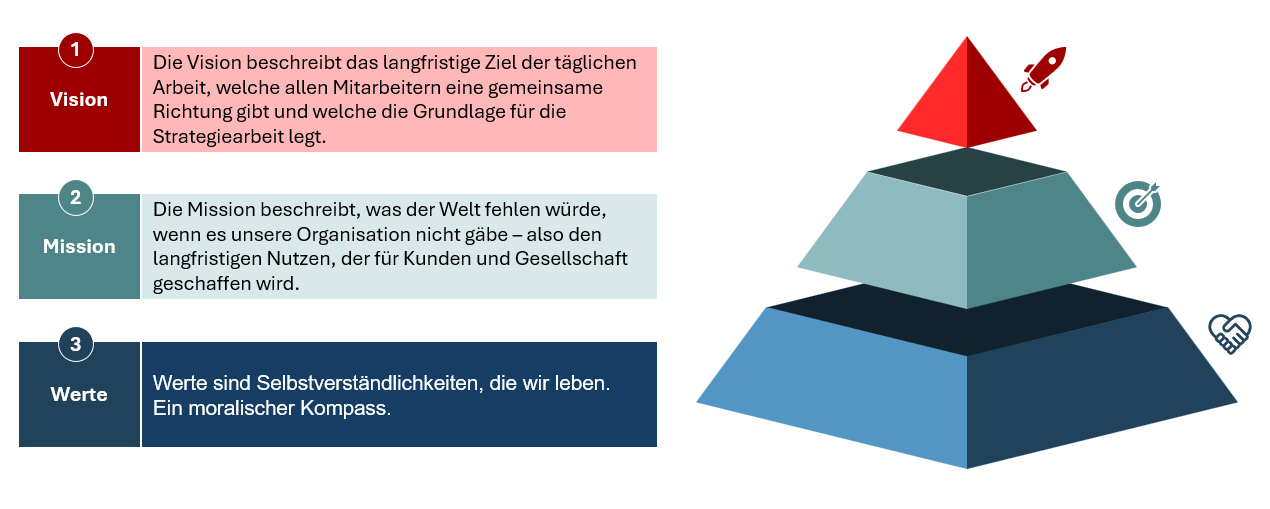 1
Vision
Die Vision beschreibt das langfristige Ziel der täglichen
Arbeit, welche allen Mitarbeitern eine gemeinsame
Richtung gibt und welche die Grundlage für die
Strategiearbeit legt.
2
Mission
Die Mission beschreibt, was der Welt fehlen würde,
wenn es unsere Organisation nicht gäbe – also den
langfristigen Nutzen, der für Kunden und Gesellschaft
geschaffen wird.
3
Werte
Werte sind Selbstverständlichkeiten, die wir leben.
Ein moralischer Kompass.